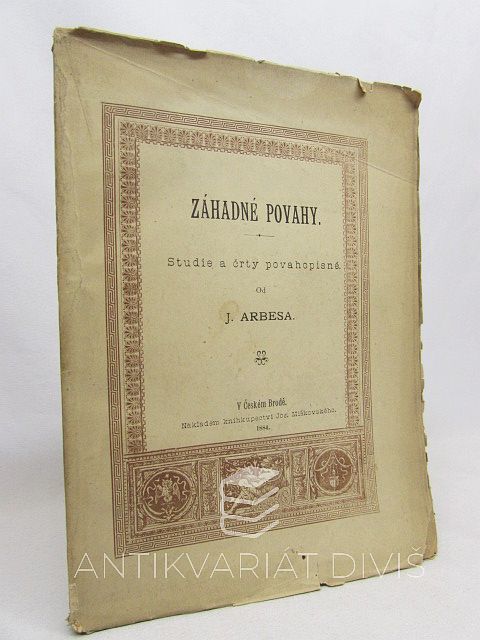 ZÁHADNÉ POVAHY.
Studie a črty povahopisné.
Od
J. ARBESA.
V Českém Brodě.
Nákladem knihkupectví Jos. Miškovského.
1884.
ANTIKVARIÁT DIVIŠ